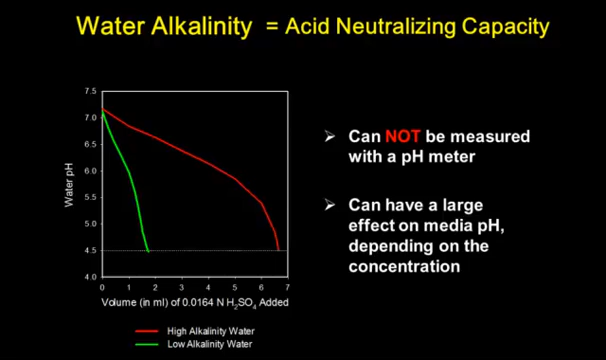 Water Alkalinity = Acid Neutralizing Capacity
7.5
7.0
6.5
6.0
5.5
5.0
4.5
4.0
Water pH
0 1 2 3 4 5 6 7
Volume (in ml) of 0.0164 N H₂SO₄ Added
High Alkalinity Water
Low Alkalinity Water
➢ Can NOT be measured
with a pH meter
➢ Can have a large
effect on media pH,
depending on the
concentration